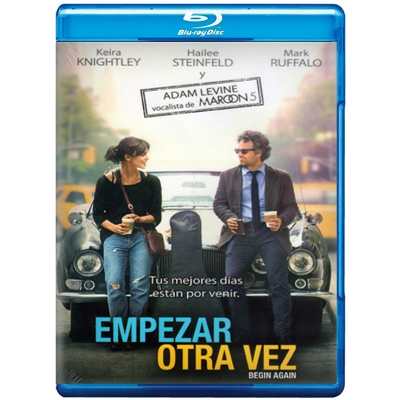 Blu-ray Disc
Keira
KNIGHTLEY
Hailee
STEINFELD
Mark
RUFFALO
y
ADAM LEVINE
vocalista de MAROON 5
Tus mejores días
están por venir.
EMPEZAR
OTRA VEZ
BEGIN AGAIN